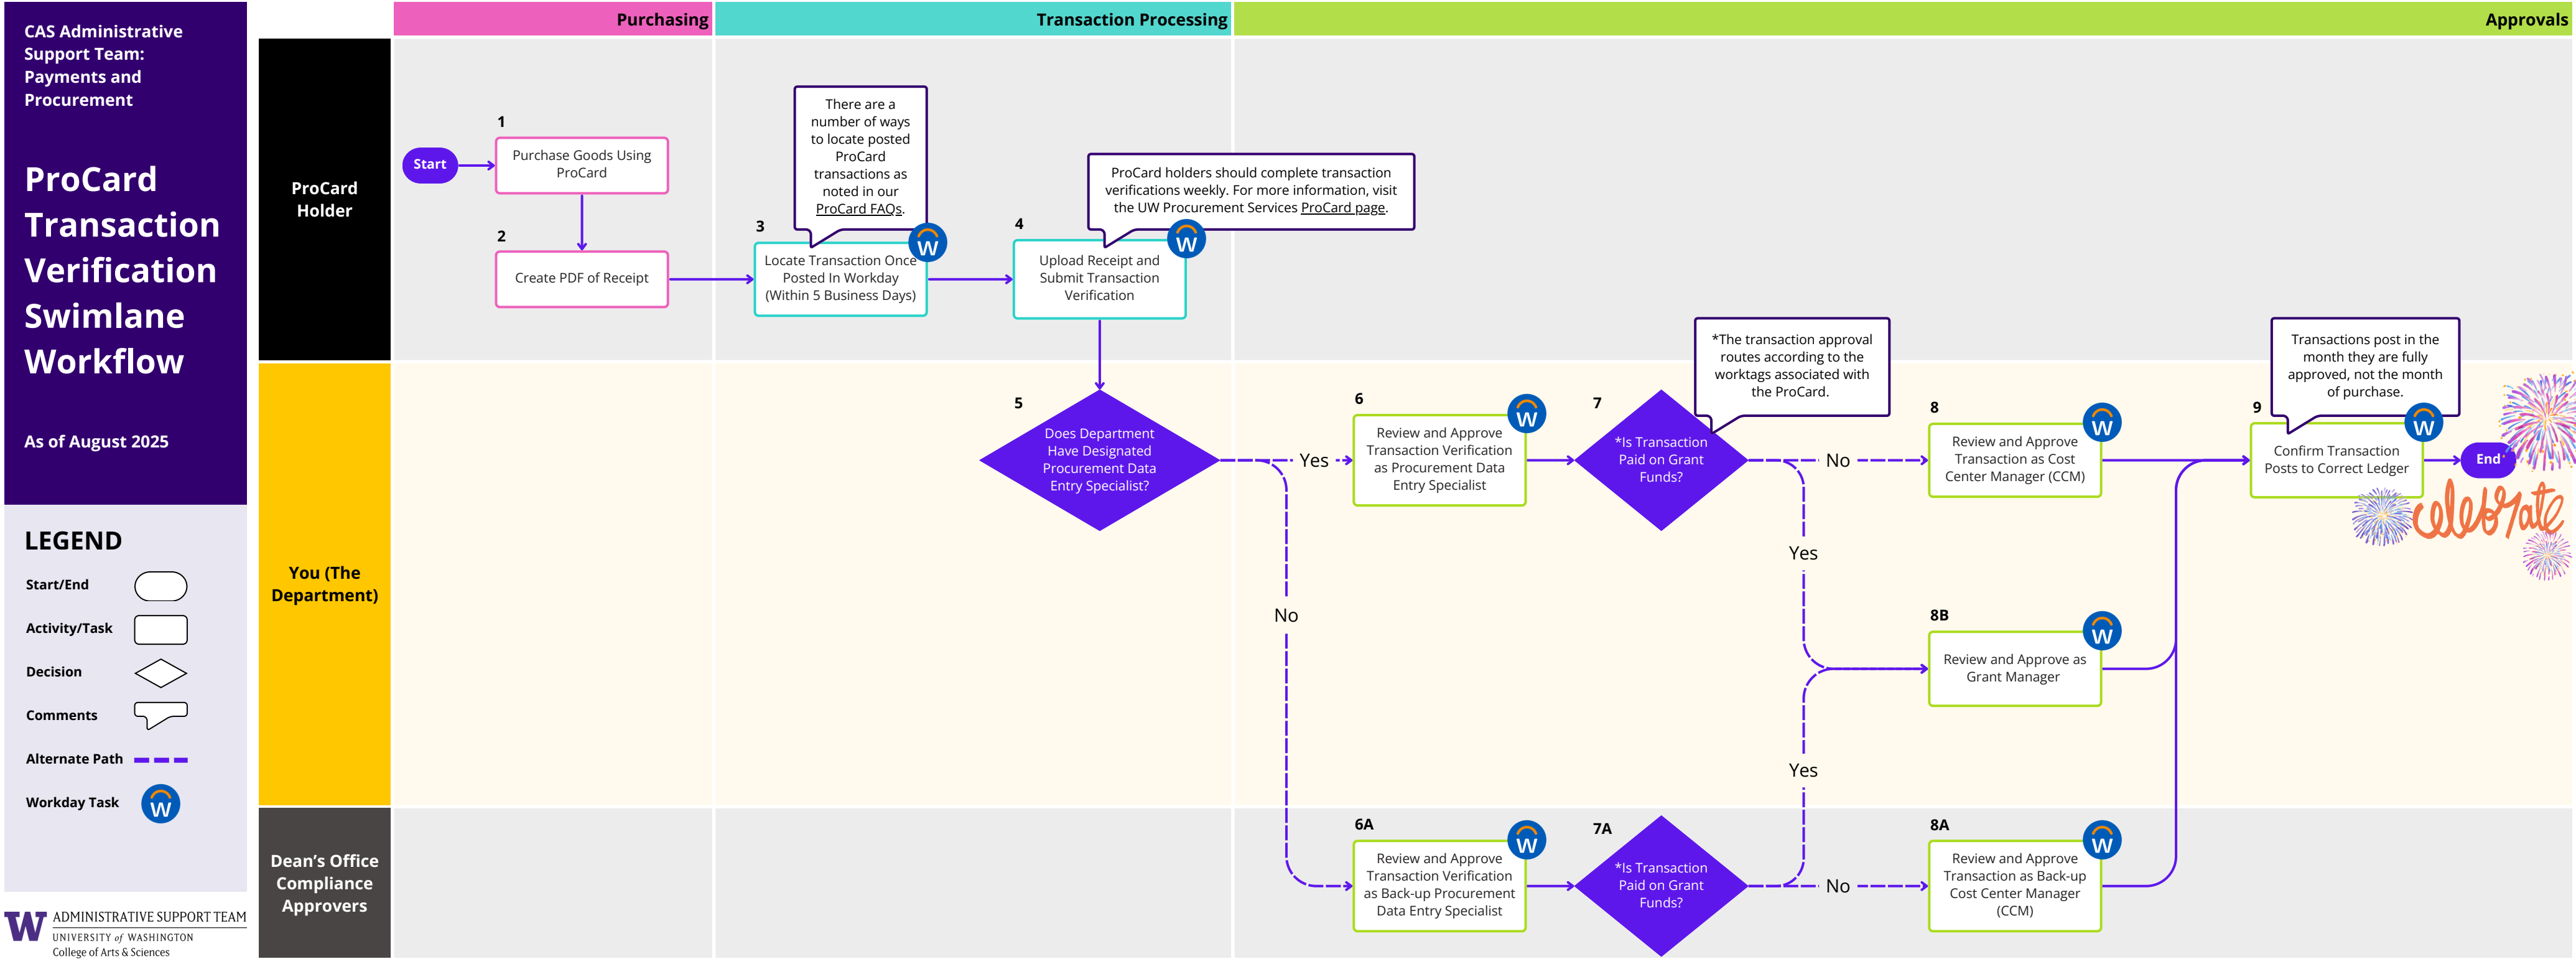 CAS Administrative
Support Team:
Payments and
Procurement
ProCard
Transaction
Verification
Swimlane
Workflow
As of August 2025
LEGEND
Start/End
Activity/Task
Decision
Comments
Alternate Path
Workday Task
W
W
ADMINISTRATIVE SUPPORT TEAM
UNIVERSITY of WASHINGTON
College of Arts & Sciences
Purchasing
Transaction Processing
Approvals
ProCard
Holder
Start
1
Purchase Goods Using
ProCard
2
Create PDF of Receipt
There are a
number of ways
to locate posted
ProCard
transactions as
noted in our
ProCard FAQs.
3
W
Locate Transaction Once
Posted In Workday
(Within 5 Business Days)
ProCard holders should complete transaction
verifications weekly. For more information, visit
the UW Procurement Services ProCard page.
4
W
Upload Receipt and
Submit Transaction
Verification
You (The
Department)
5
Does Department
Have Designated
Procurement Data
Entry Specialist?
Yes
No
6
W
Review and Approve
Transaction Verification
as Procurement Data
Entry Specialist
*The transaction approval
routes according to the
worktags associated with
the ProCard.
7
*Is Transaction
Paid on Grant
Funds?
No
Yes
8
W
Review and Approve
Transaction as Cost
Center Manager (CCM)
8B
W
Review and Approve as
Grant Manager
Transactions post in the
month they are fully
approved, not the month
of purchase.
9
W
Confirm Transaction
Posts to Correct Ledger
End
celebrate
Yes
Dean's Office
Compliance
Approvers
6A
W
Review and Approve
Transaction Verification
as Back-up Procurement
Data Entry Specialist
7A
*Is Transaction
Paid on Grant
Funds?
No
8A
W
Review and Approve
Transaction as Back-up
Cost Center Manager
(CCM)